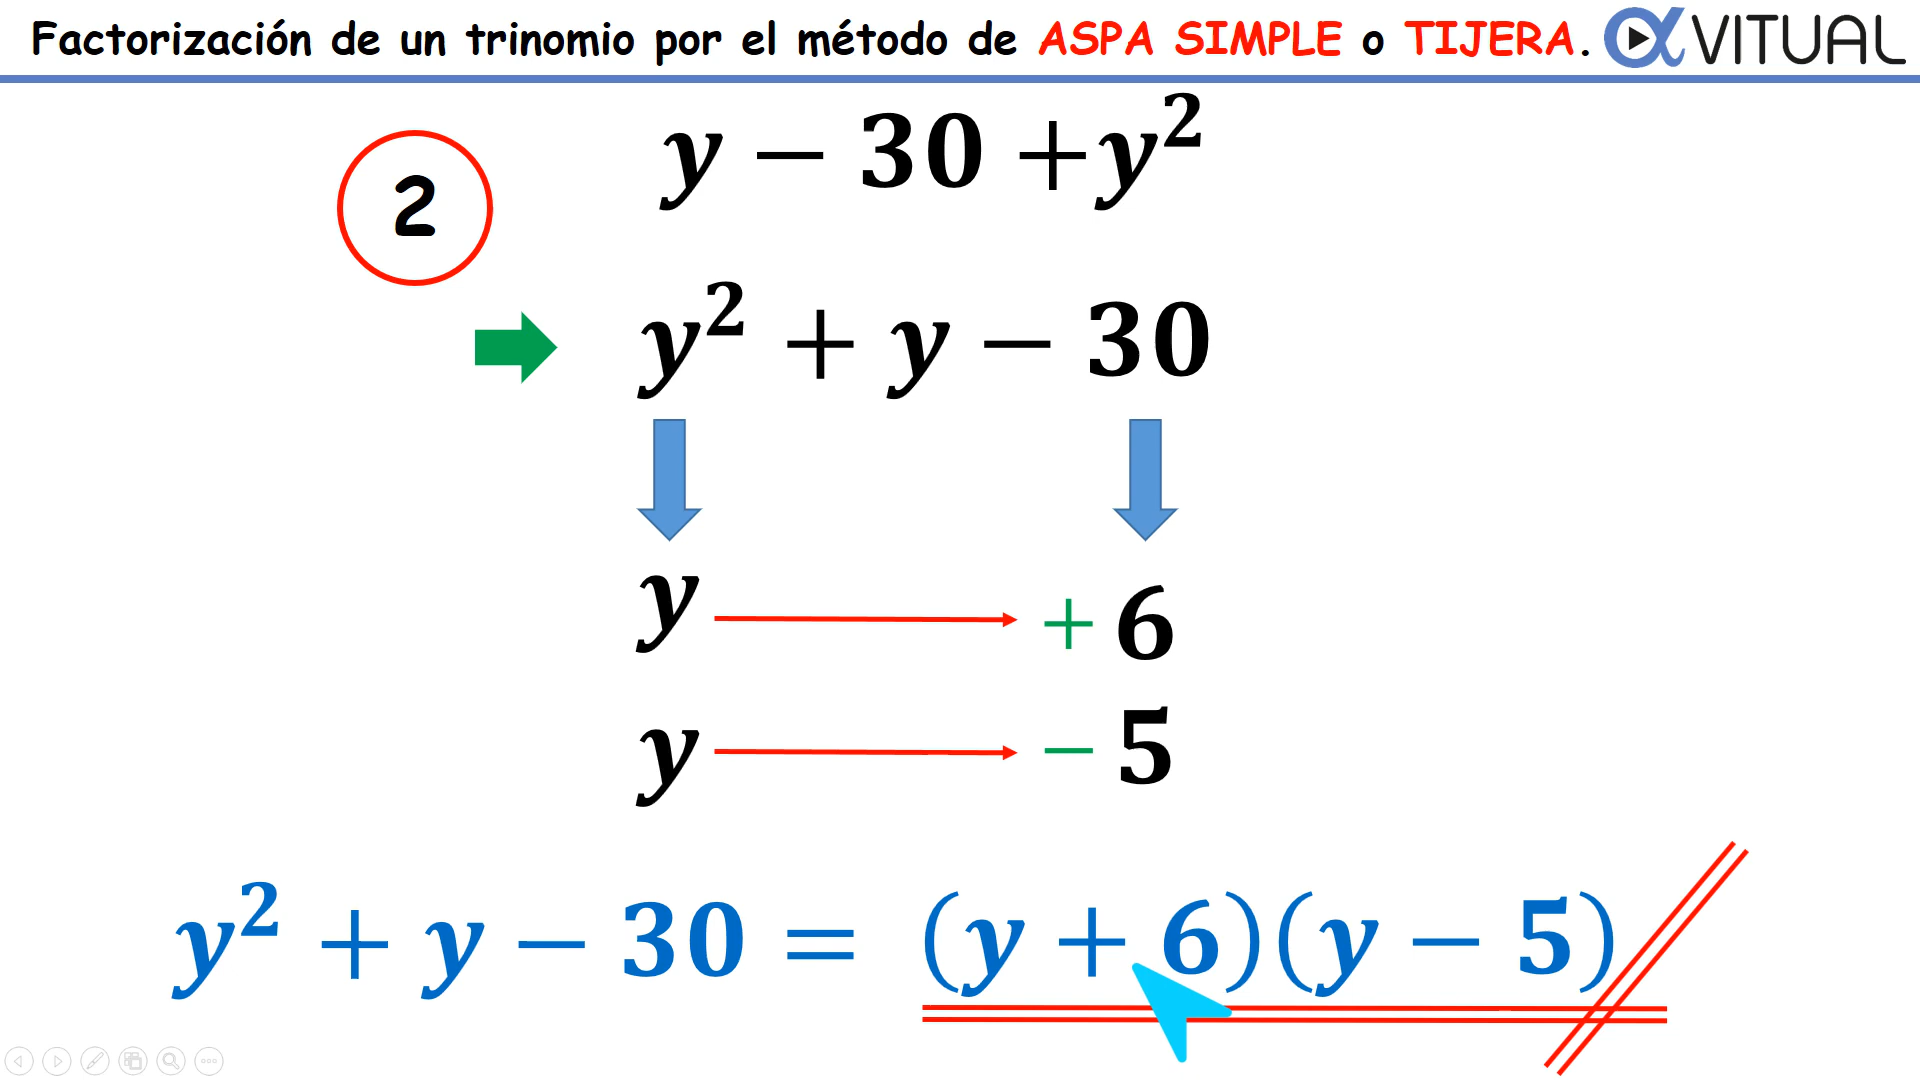 Factorización de un trinomio por el método de ASPA SIMPLE o TIJERA.
αVITUAL
2
y − 30 + y²
y² + y − 30
y + 6
y − 5
y² + y − 30 = (y + 6)(y − 5)